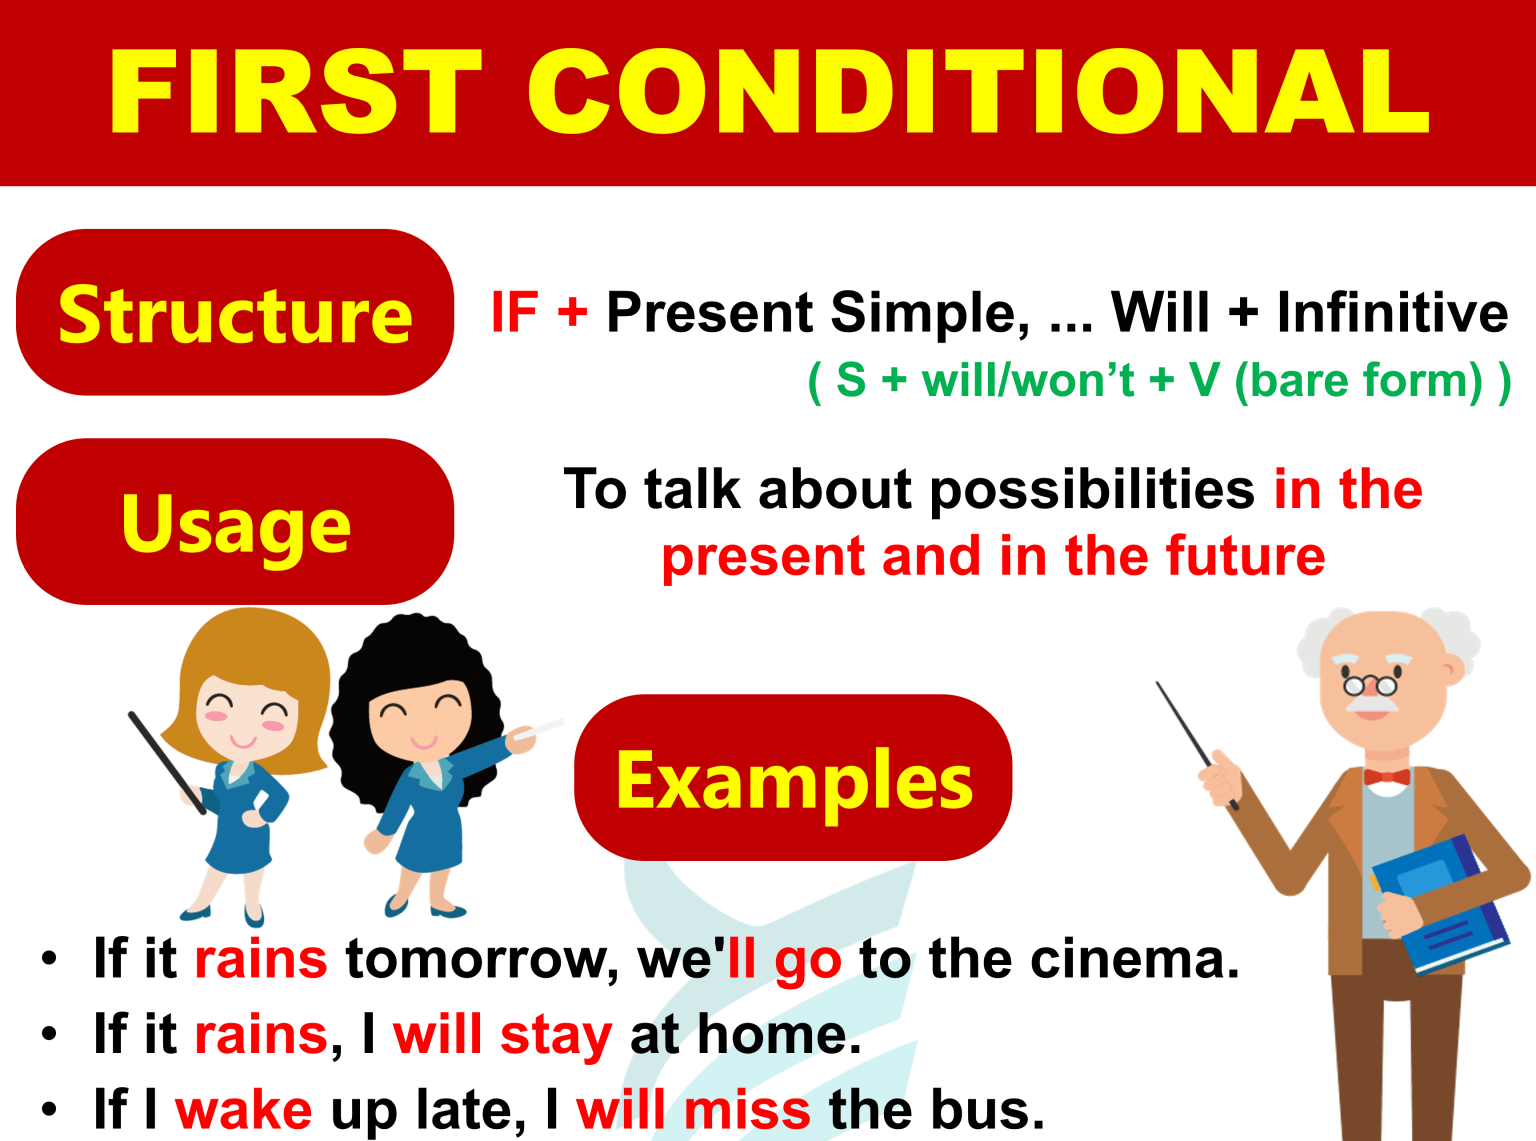 FIRST CONDITIONAL
Structure
IF + Present Simple, ... Will + Infinitive
( S + will/won’t + V (bare form) )
Usage
To talk about possibilities in the
present and in the future
Examples
• If it rains tomorrow, we'll go to the cinema.
• If it rains, I will stay at home.
• If I wake up late, I will miss the bus.